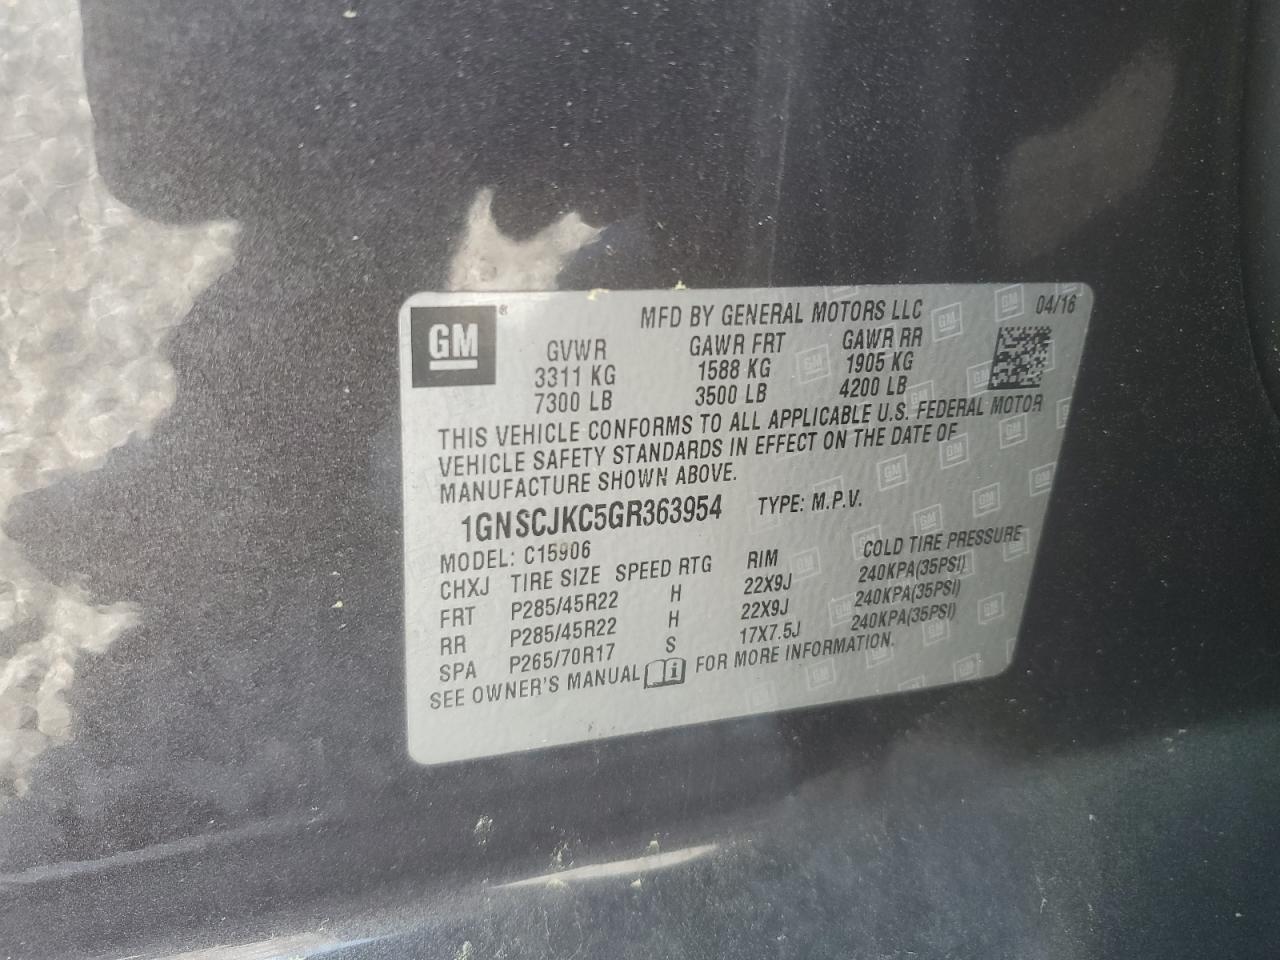 GM®
MFD BY GENERAL MOTORS LLC 04/16
GVWR GAWR FRT GAWR RR
3311 KG 1588 KG 1905 KG
7300 LB 3500 LB 4200 LB
THIS VEHICLE CONFORMS TO ALL APPLICABLE U.S. FEDERAL MOTOR
VEHICLE SAFETY STANDARDS IN EFFECT ON THE DATE OF
MANUFACTURE SHOWN ABOVE.
1GNSCJKC5GR363954 TYPE: M.P.V.
MODEL: C15906
CHXJ TIRE SIZE SPEED RTG RIM COLD TIRE PRESSURE
FRT P285/45R22 H 22X9J 240KPA(35PSI)
RR P285/45R22 H 22X9J 240KPA(35PSI)
SPA P265/70R17 S 17X7.5J 240KPA(35PSI)
SEE OWNER'S MANUAL FOR MORE INFORMATION.